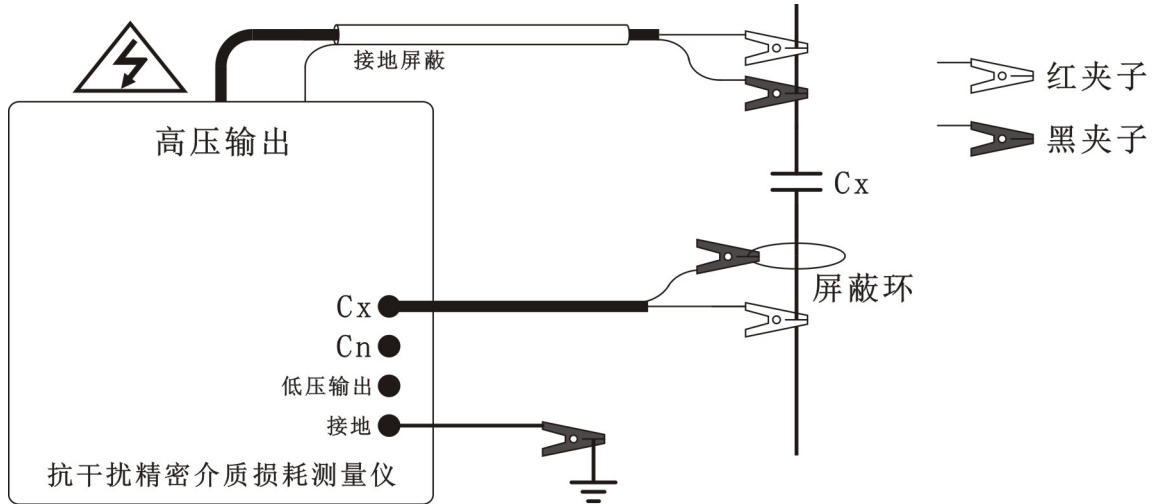 接地屏蔽
红夹子
高压输出
黑夹子
Cx
屏蔽环
Cx
Cn
低压输出
接地
抗干扰精密介质损耗测量仪